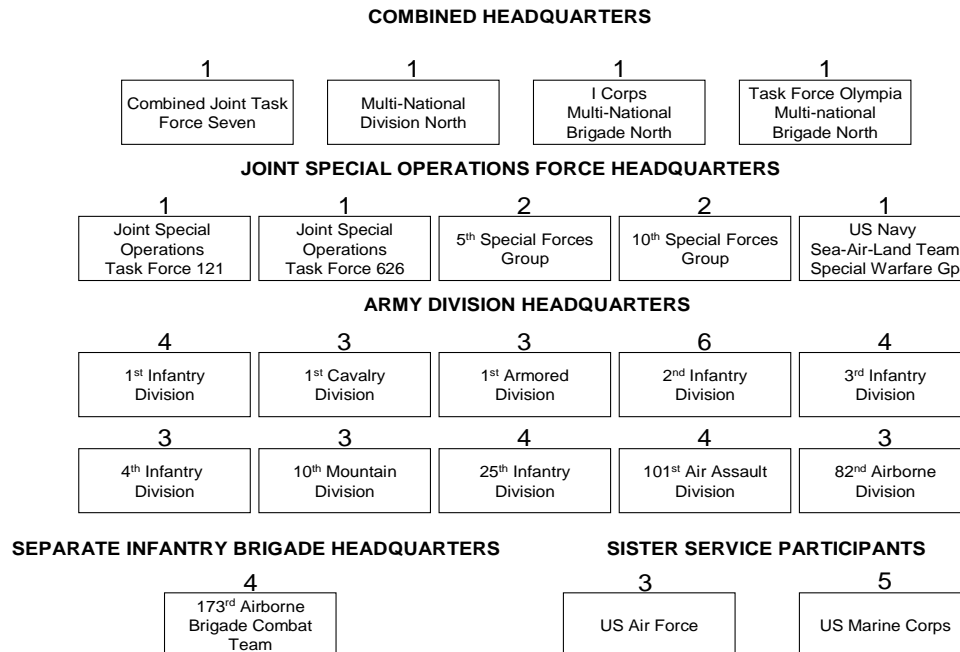 COMBINED HEADQUARTERS
1
Combined Joint Task
Force Seven
1
Multi-National
Division North
1
I Corps
Multi-National
Brigade North
1
Task Force Olympia
Multi-national
Brigade North
JOINT SPECIAL OPERATIONS FORCE HEADQUARTERS
1
Joint Special
Operations
Task Force 121
1
Joint Special
Operations
Task Force 626
2
5th Special Forces
Group
2
10th Special Forces
Group
1
US Navy
Sea-Air-Land Team
Special Warfare Gp
ARMY DIVISION HEADQUARTERS
4
1st Infantry
Division
3
1st Cavalry
Division
3
1st Armored
Division
6
2nd Infantry
Division
4
3rd Infantry
Division
3
4th Infantry
Division
3
10th Mountain
Division
4
25th Infantry
Division
4
101st Air Assault
Division
3
82nd Airborne
Division
SEPARATE INFANTRY BRIGADE HEADQUARTERS
4
173rd Airborne
Brigade Combat
Team
SISTER SERVICE PARTICIPANTS
3
US Air Force
5
US Marine Corps